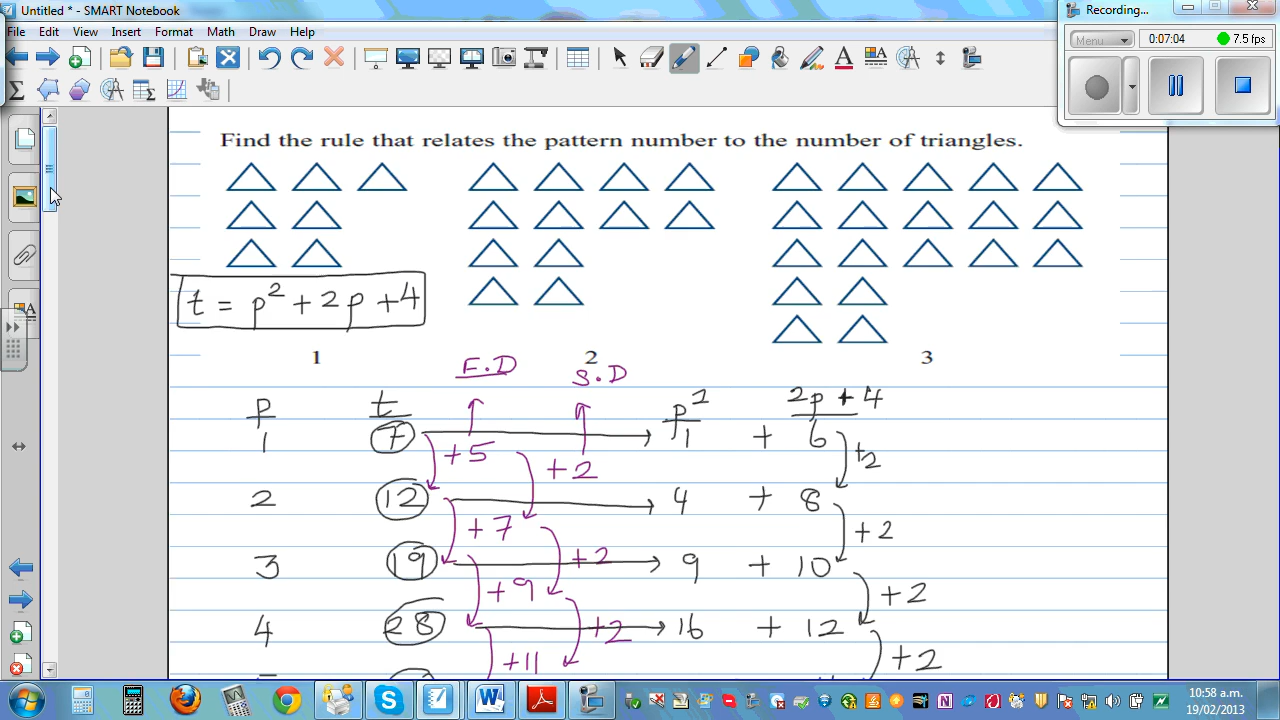 Untitled * - SMART Notebook
Recording...
File Edit View Insert Format Math Draw Help
Menu 0:07:04 7.5 fps
Find the rule that relates the pattern number to the number of triangles.
t = p² + 2p + 4
1 2 3
F.D
S.D
p t p² 2p + 4
1 7 1 + 6
+5 +2 +2
2 12 4 + 8
+7 +2 +2
3 19 9 + 10
+9 +2 +2
4 28 16 + 12
+11 +2
10:58 a.m.
19/02/2013